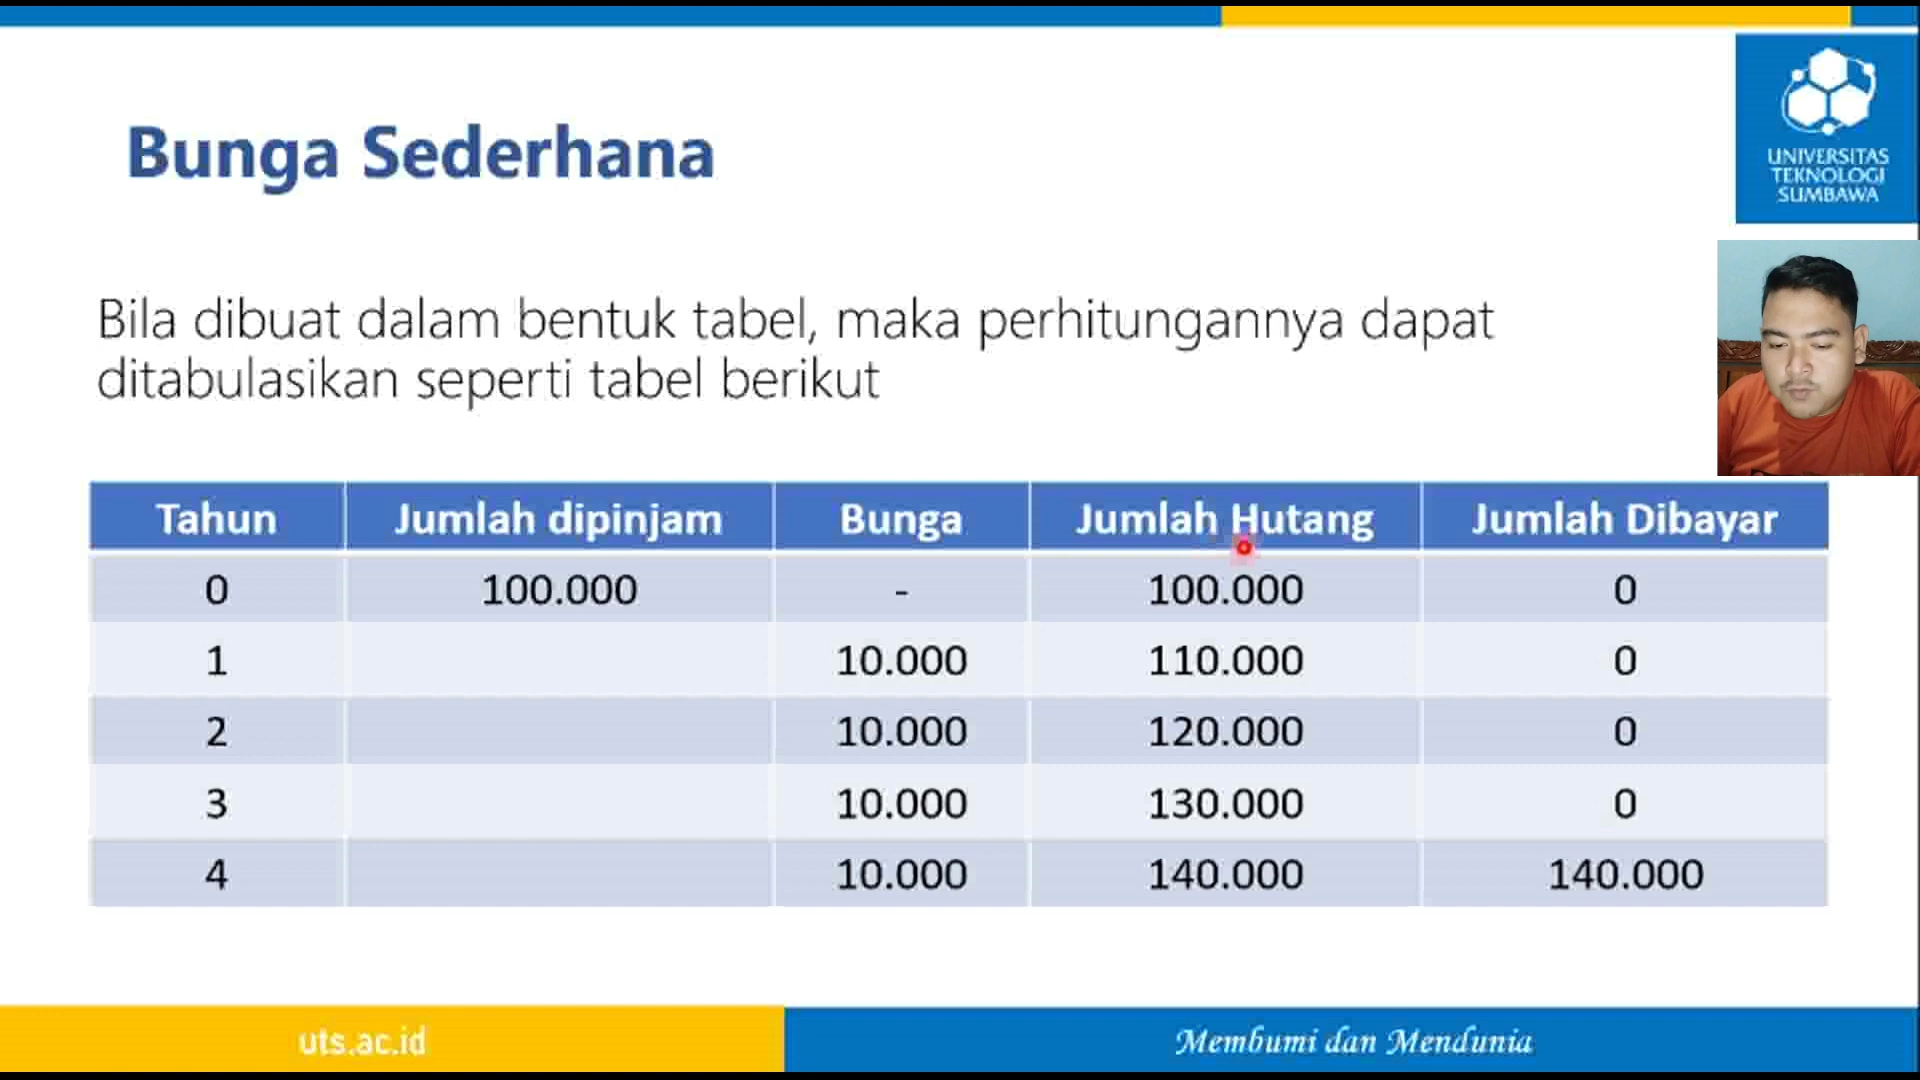 UNIVERSITAS
TEKNOLOGI
SUMBAWA
Bunga Sederhana
Bila dibuat dalam bentuk tabel, maka perhitungannya dapat
ditabulasikan seperti tabel berikut
Tahun Jumlah dipinjam Bunga Jumlah Hutang Jumlah Dibayar
0 100.000 - 100.000 0
1 10.000 110.000 0
2 10.000 120.000 0
3 10.000 130.000 0
4 10.000 140.000 140.000
uts.ac.id Membumi dan Mendunia